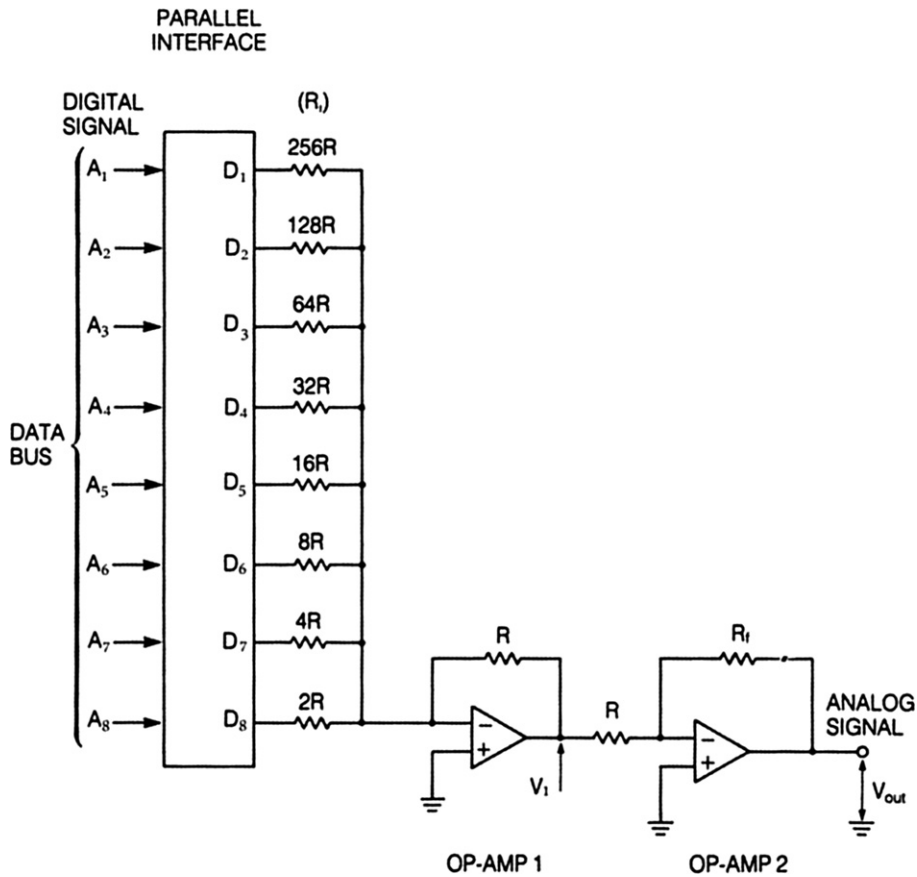 PARALLEL
INTERFACE
DIGITAL
SIGNAL
(Rᵢ)
A₁
D₁
256R
A₂
D₂
128R
A₃
D₃
64R
A₄
D₄
32R
DATA
BUS
A₅
D₅
16R
A₆
D₆
8R
A₇
D₇
4R
A₈
D₈
2R
R
R
R_f
−
+
−
+
V₁
ANALOG
SIGNAL
V_out
OP-AMP 1
OP-AMP 2